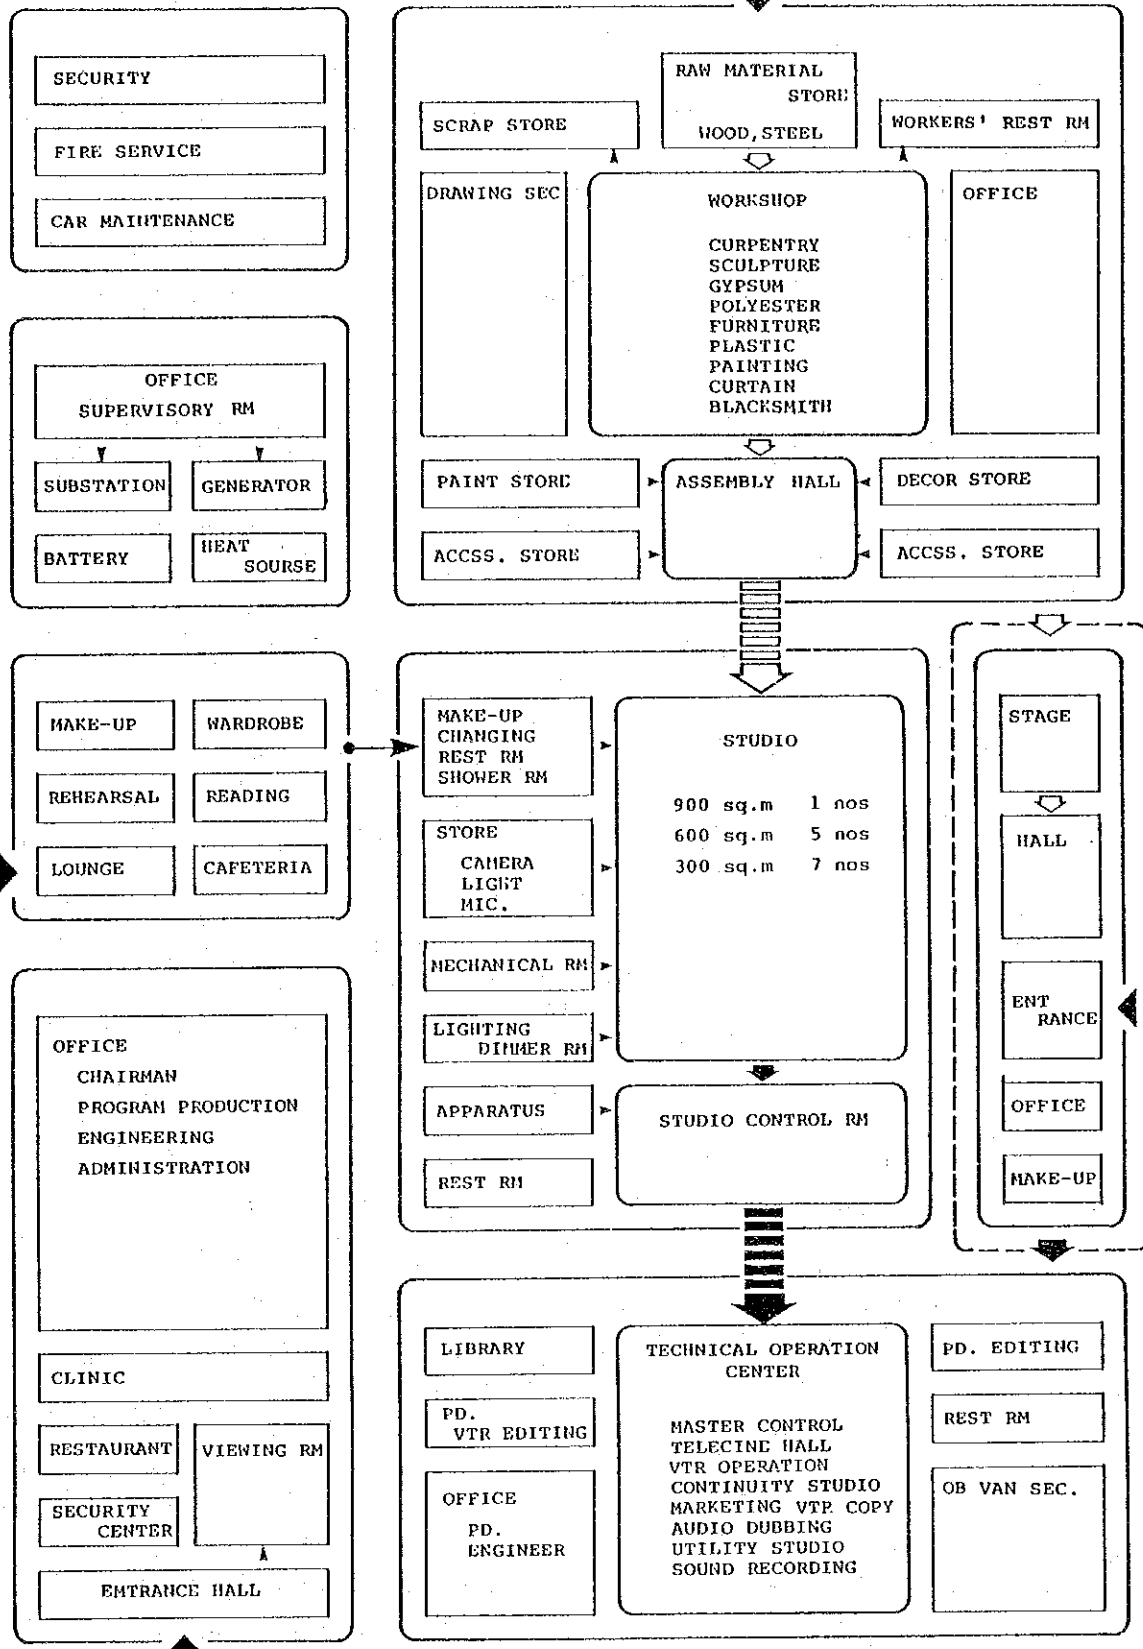 SECURITY
FIRE SERVICE
CAR MAINTENANCE
OFFICE
SUPERVISORY RM
SUBSTATION
GENERATOR
BATTERY
HEAT
SOURSE
MAKE-UP
WARDROBE
REHEARSAL
READING
LOUNGE
CAFETERIA
OFFICE
CHAIRMAN
PROGRAM PRODUCTION
ENGINEERING
ADMINISTRATION
CLINIC
RESTAURANT
VIEWING RM
SECURITY
CENTER
EMTRANCE HALL
RAW MATERIAL
STORE
WOOD,STEEL
SCRAP STORE
WORKERS' REST RM
DRAWING SEC
WORKSHOP
CURPENTRY
SCULPTURE
GYPSUM
POLYESTER
FURNITURE
PLASTIC
PAINTING
CURTAIN
BLACKSMITH
OFFICE
PAINT STORE
ASSEMBLY HALL
DECOR STORE
ACCSS. STORE
ACCSS. STORE
MAKE-UP
CHANGING
REST RM
SHOWER RM
STORE
CAMERA
LIGHT
MIC.
MECHANICAL RM
LIGHTING
DIMMER RM
APPARATUS
REST RM
STUDIO
900 sq.m 1 nos
600 sq.m 5 nos
300 sq.m 7 nos
STUDIO CONTROL RM
STAGE
HALL
ENT
RANCE
OFFICE
MAKE-UP
LIBRARY
PD.
VTR EDITING
OFFICE
PD.
ENGINEER
TECHNICAL OPERATION
CENTER
MASTER CONTROL
TELECINE HALL
VTR OPERATION
CONTINUITY STUDIO
MARKETING VTR COPY
AUDIO DUBBING
UTILITY STUDIO
SOUND RECORDING
PD. EDITING
REST RM
OB VAN SEC.